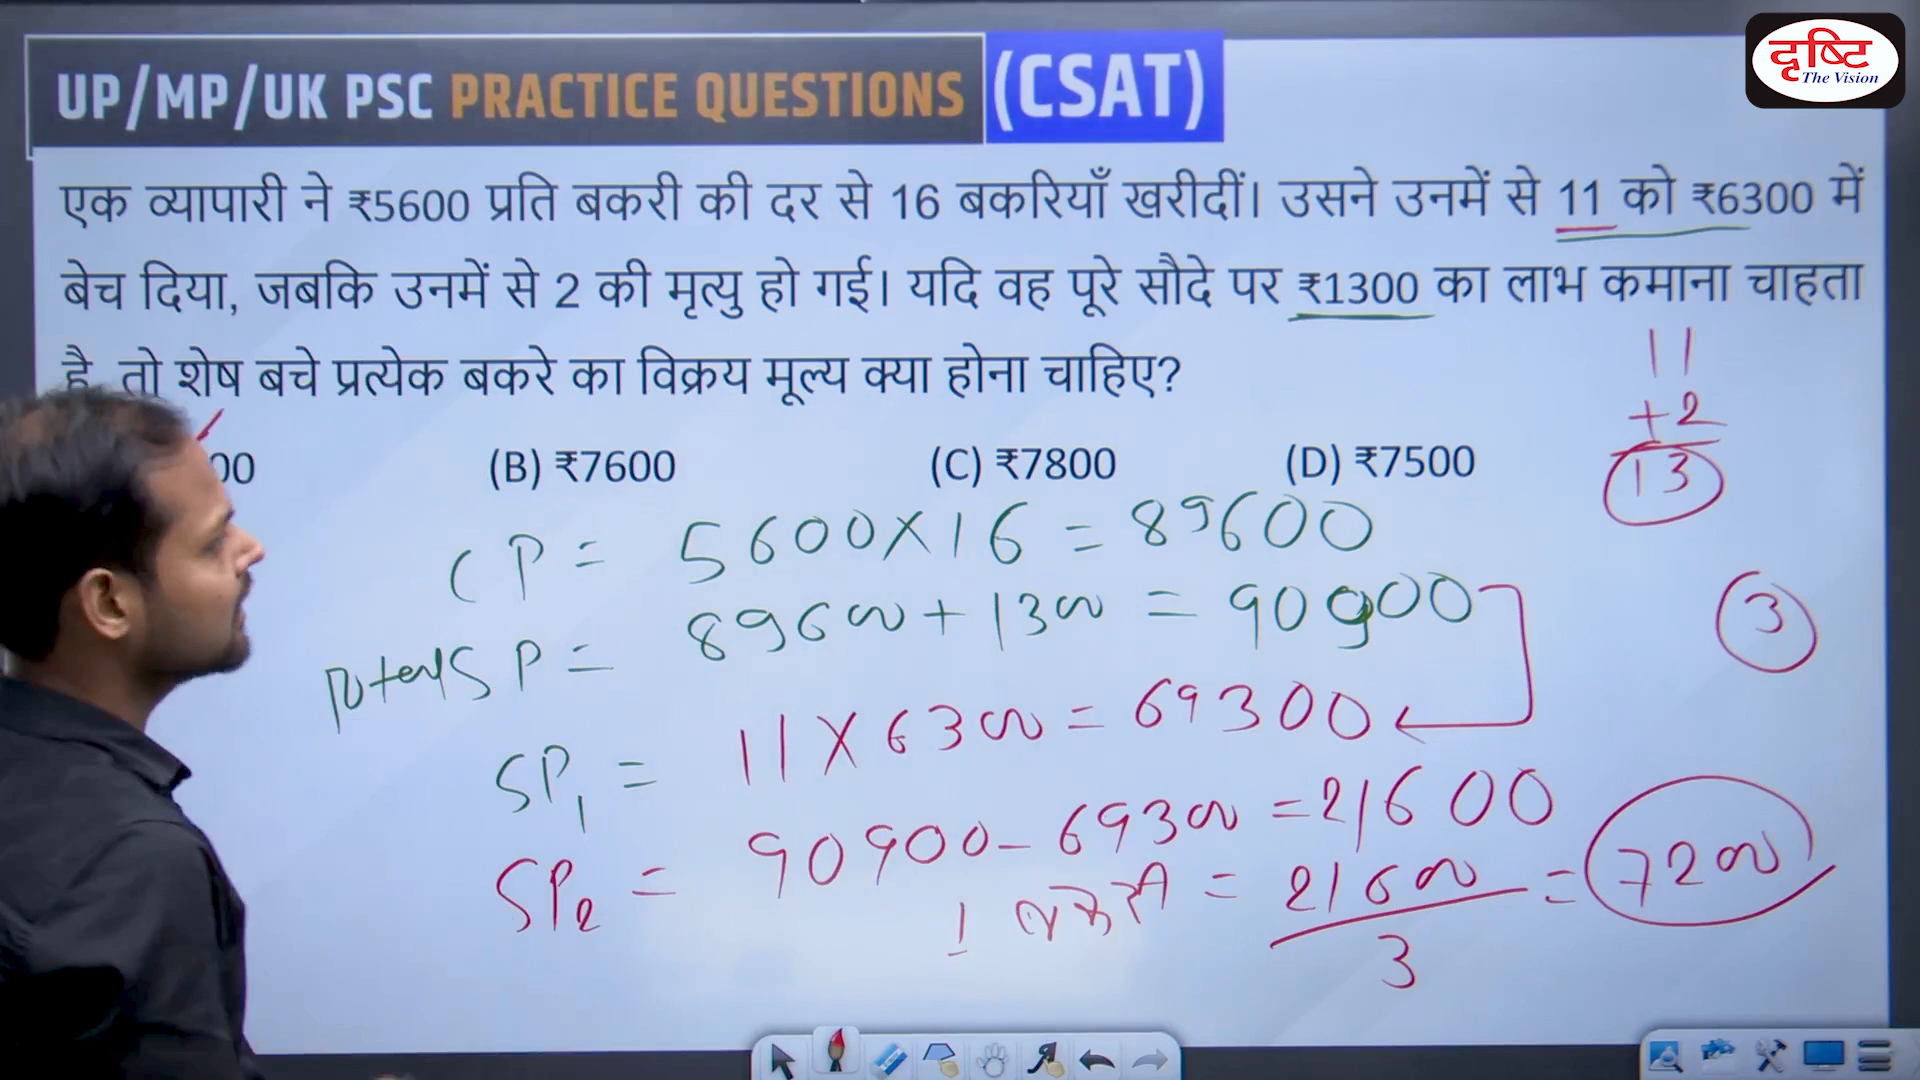 दृष्टि
The Vision
UP/MP/UK PSC PRACTICE QUESTIONS (CSAT)
एक व्यापारी ने ₹5600 प्रति बकरी की दर से 16 बकरियाँ खरीदीं। उसने उनमें से 11 को ₹6300 में
बेच दिया, जबकि उनमें से 2 की मृत्यु हो गई। यदि वह पूरे सौदे पर ₹1300 का लाभ कमाना चाहता
है, तो शेष बचे प्रत्येक बकरे का विक्रय मूल्य क्या होना चाहिए?
00 (B) ₹7600 (C) ₹7800 (D) ₹7500
11
+2
13
3
CP = 5600X16 = 89600
SP = 89600 + 1300 = 90900
SP1 = 11 X 6300 = 69300
SP2 = 90900 - 69300 = 21600
1 बकरी = 21600 = 7200
3